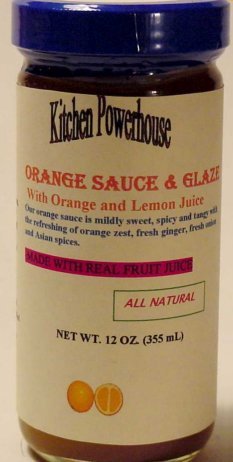 Kitchen Powerhouse
ORANGE SAUCE & GLAZE
With Orange and Lemon Juice
Our orange sauce is mildly sweet, spicy and tangy with
the refreshing of orange zest, fresh ginger, fresh onion
and Asian spices.
MADE WITH REAL FRUIT JUICE
ALL NATURAL
NET WT. 12 OZ. (355 mL)